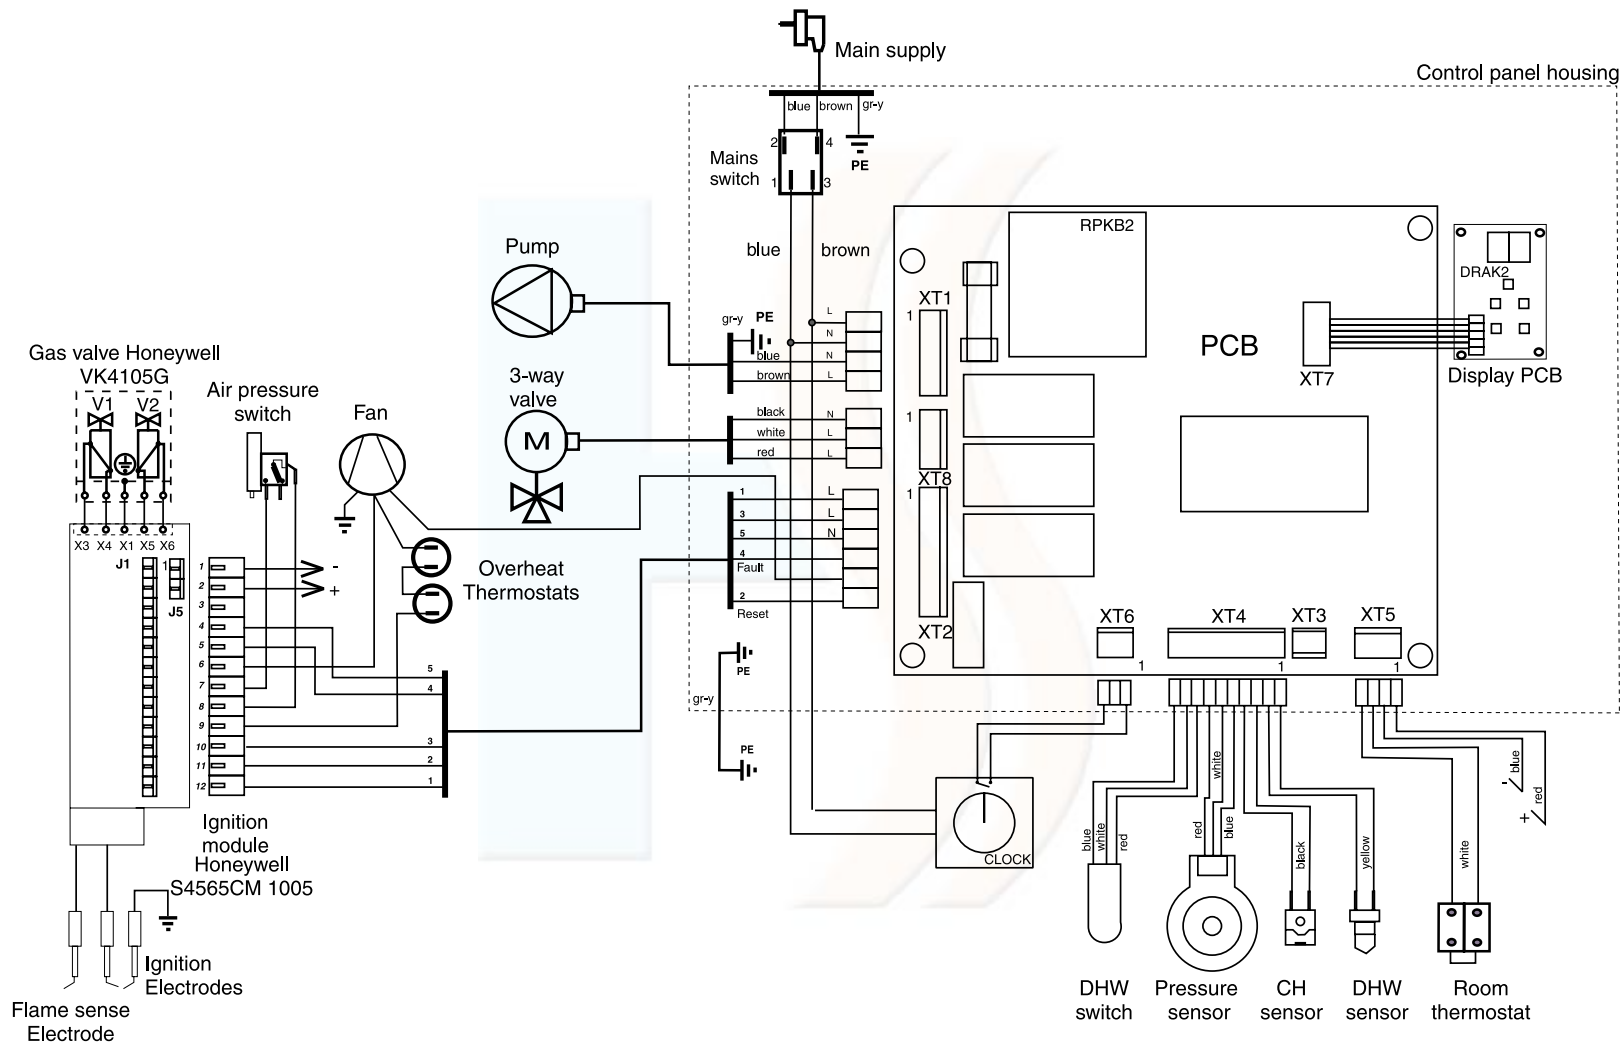 Main supply
Control panel housing
blue brown gr-y
2 4
PE
Mains
switch
1 3
blue brown
RPKB2
DRAK2
Pump
gr-y PE
blue
brown
L
N
N
L
XT1
1
PCB
XT7
Display PCB
Gas valve Honeywell
VK4105G
V1 V2
Air pressure
switch
Fan
3-way
valve
M
black N
white L
red L
1
XT8
1
1 L
3 L
5 N
4
Fault
2
Reset
XT2
X3 X4 X1 X5 X6
J1
1
J5
Overheat
Thermostats
1
2
3
4
5
6
7
8
9
10
11
12
-
+
5
4
3
2
1
PE
gr-y
PE
XT6 XT4 XT3 XT5
1 1 1
CLOCK
Ignition
module
Honeywell
S4565CM 1005
Ignition
Electrodes
Flame sense
Electrode
blue
white
red
red
white
blue
black
yellow
white
- blue
+ red
DHW
switch
Pressure
sensor
CH
sensor
DHW
sensor
Room
thermostat